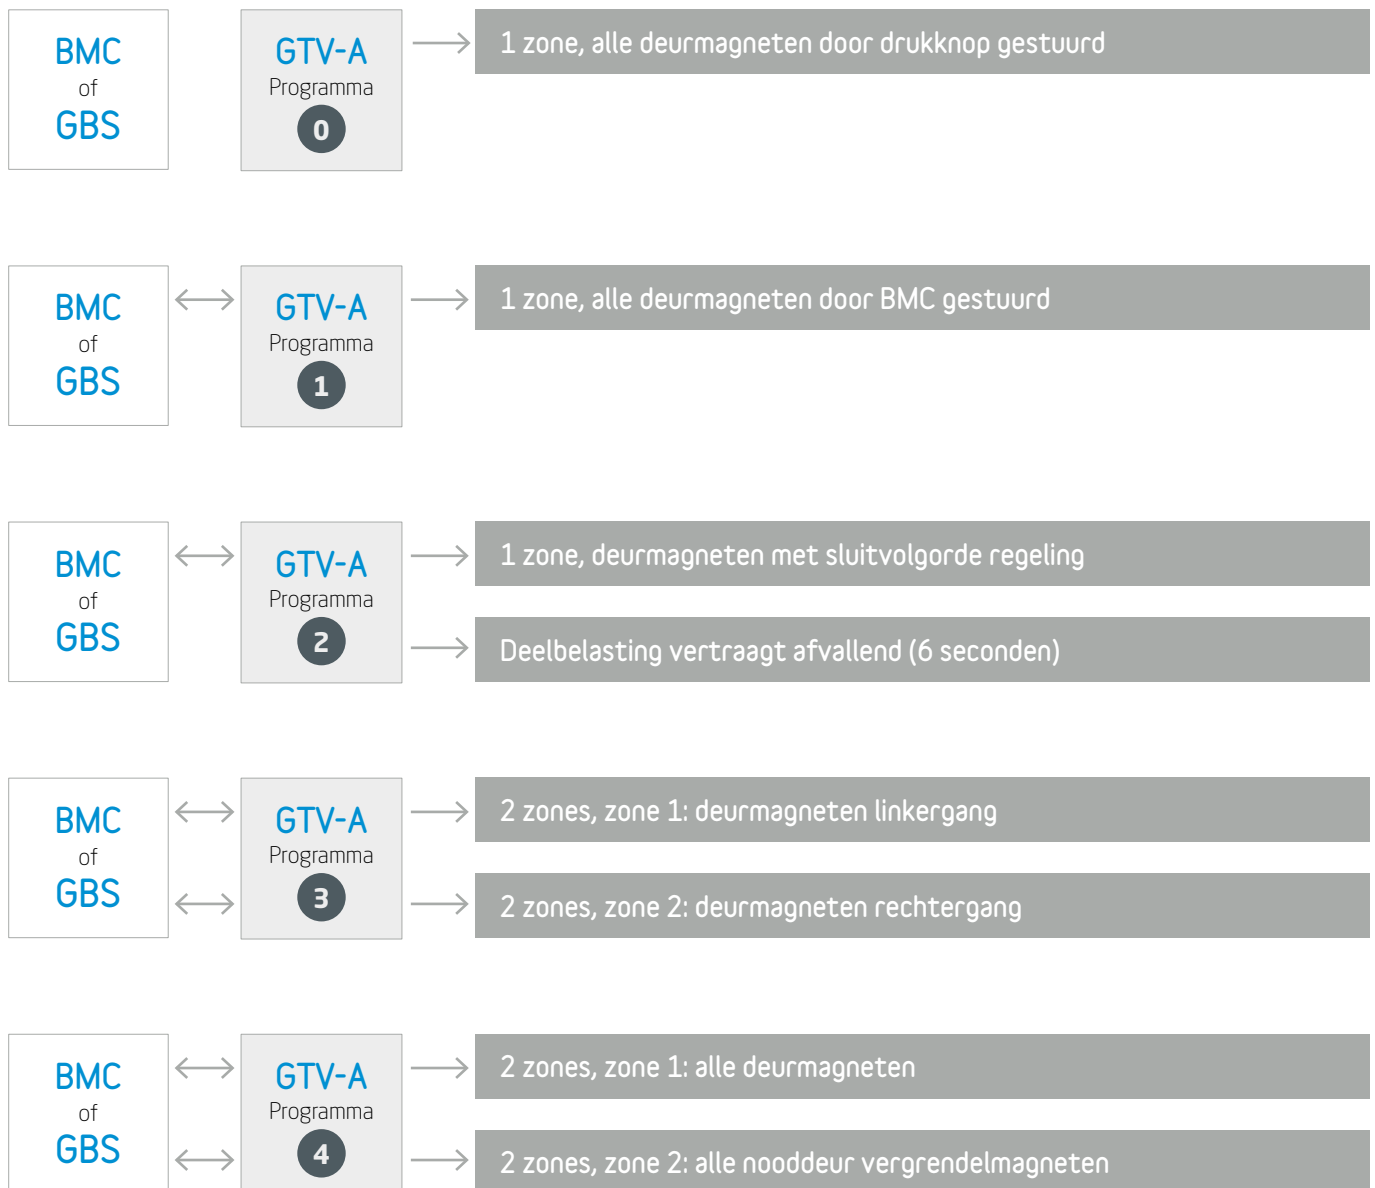 BMC
of
GBS
GTV-A
Programma
0
1 zone, alle deurmagneten door drukknop gestuurd
BMC
of
GBS
GTV-A
Programma
1
1 zone, alle deurmagneten door BMC gestuurd
BMC
of
GBS
GTV-A
Programma
2
1 zone, deurmagneten met sluitvolgorde regeling
Deelbelasting vertraagt afvallend (6 seconden)
BMC
of
GBS
GTV-A
Programma
3
2 zones, zone 1: deurmagneten linkergang
2 zones, zone 2: deurmagneten rechtergang
BMC
of
GBS
GTV-A
Programma
4
2 zones, zone 1: alle deurmagneten
2 zones, zone 2: alle nooddeur vergrendelmagneten